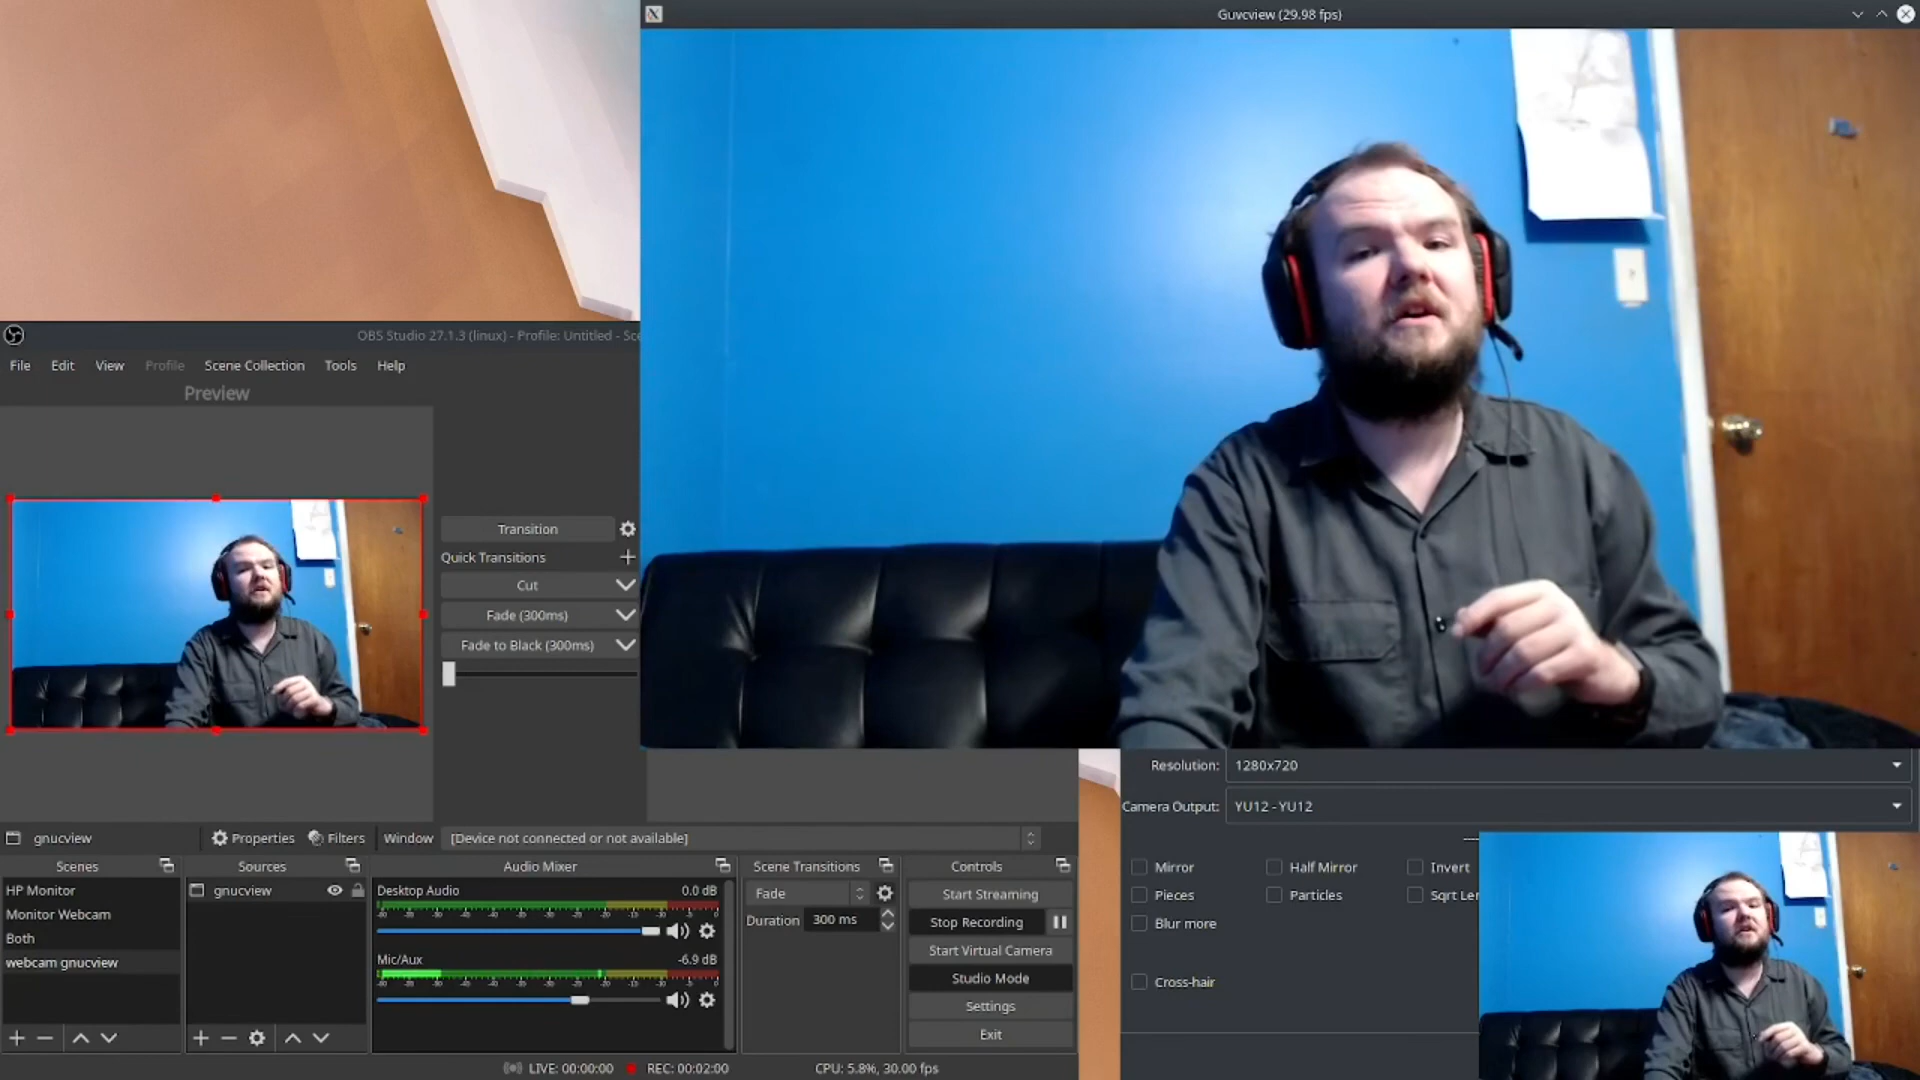 Guvcview (29.98 fps)
OBS Studio 27.1.3 (linux) - Profile: Untitled - Sce
File Edit View Profile Scene Collection Tools Help
Preview
Transition
Quick Transitions
Cut
Fade (300ms)
Fade to Black (300ms)
Resolution: 1280x720
Camera Output: YU12 - YU12
Mirror Half Mirror Invert
Pieces Particles Sqrt Len
Blur more
Cross-hair
gnucview Properties Filters Window [Device not connected or not available]
Scenes
HP Monitor
Monitor Webcam
Both
webcam gnucview
Sources
gnucview
Audio Mixer
Desktop Audio 0.0 dB
Mic/Aux -6.9 dB
Scene Transitions
Fade
Duration 300 ms
Controls
Start Streaming
Stop Recording
Start Virtual Camera
Studio Mode
Settings
Exit
LIVE: 00:00:00 REC: 00:02:00 CPU: 5.8%, 30.00 fps